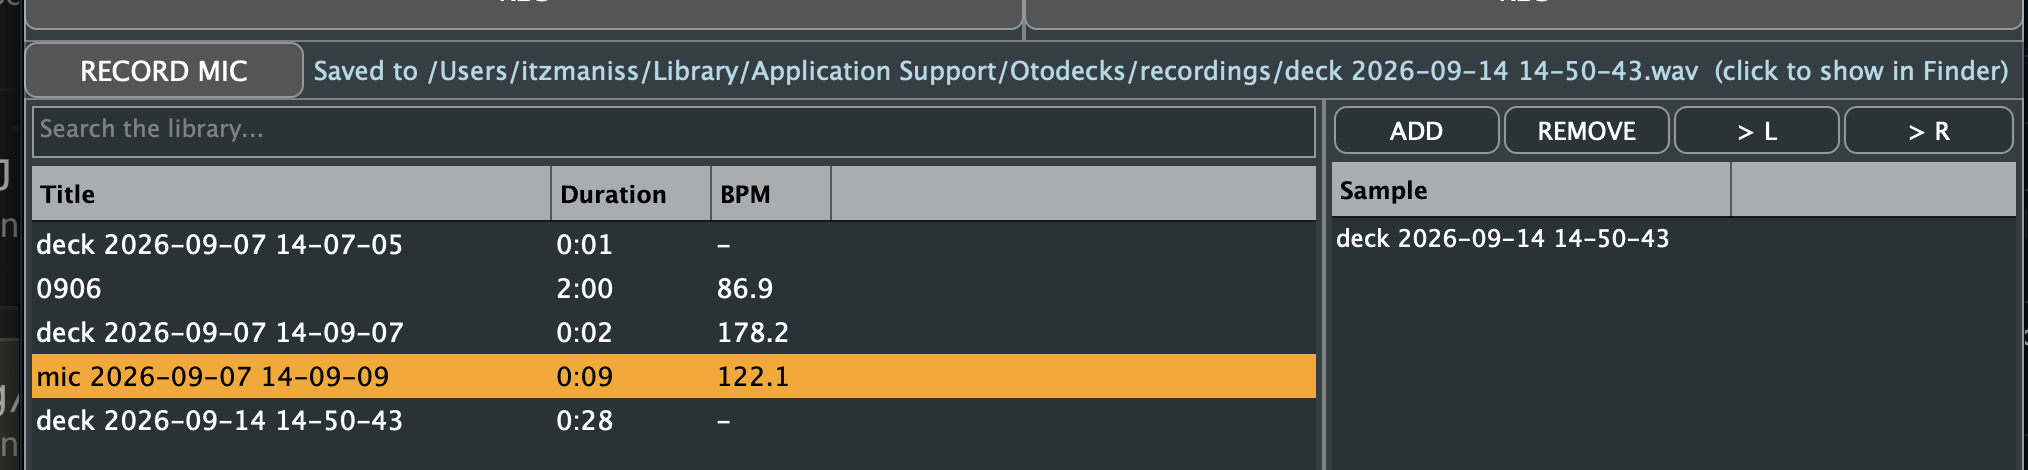 RECORD MIC Saved to /Users/itzmaniss/Library/Application Support/Otodecks/recordings/deck 2026-09-14 14-50-43.wav (click to show in Finder)
Search the library...
ADD REMOVE > L > R
Title Duration BPM
Sample
deck 2026-09-07 14-07-05 0:01 –
deck 2026-09-14 14-50-43
0906 2:00 86.9
deck 2026-09-07 14-09-07 0:02 178.2
mic 2026-09-07 14-09-09 0:09 122.1
deck 2026-09-14 14-50-43 0:28 –